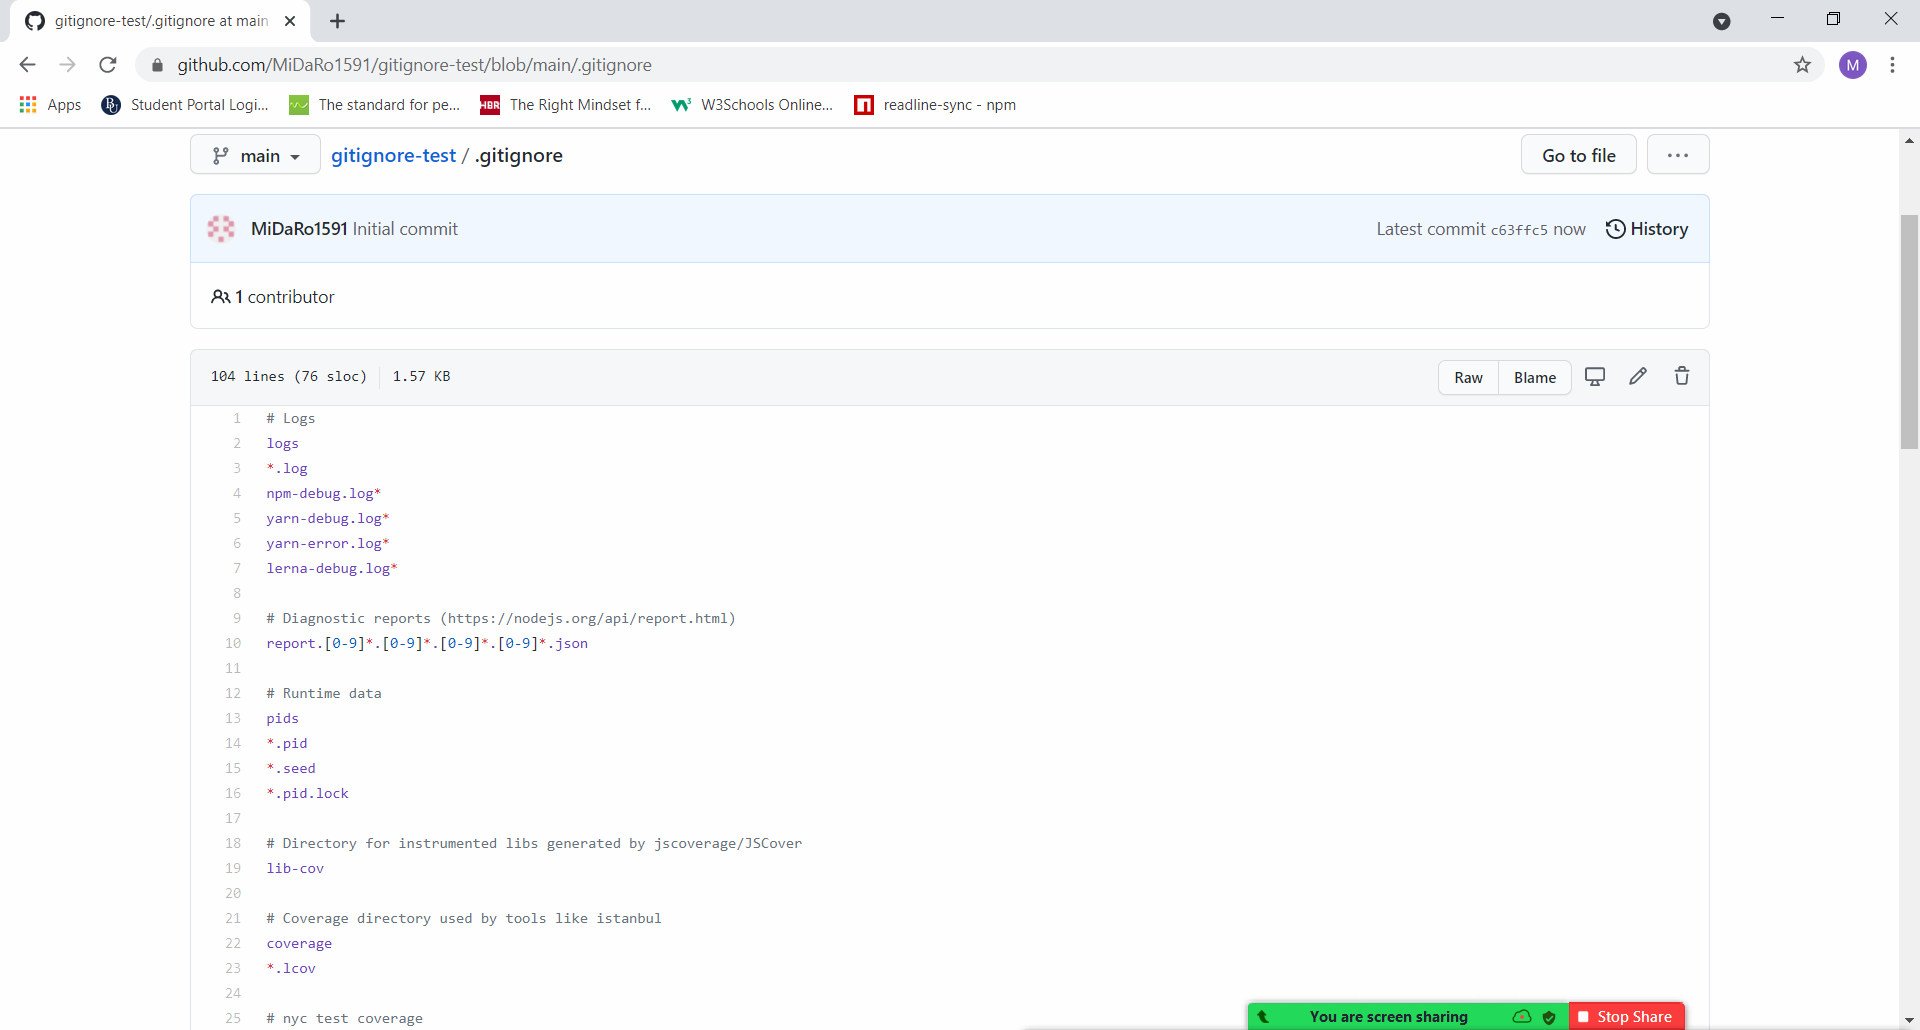 gitignore-test/.gitignore at main
github.com/MiDaRo1591/gitignore-test/blob/main/.gitignore
M
Apps
Student Portal Logi...
The standard for pe...
HBR
The Right Mindset f...
W3Schools Online...
readline-sync - npm
main
gitignore-test / .gitignore
Go to file
...
MiDaRo1591 Initial commit
Latest commit c63ffc5 now
History
1 contributor
104 lines (76 sloc)
1.57 KB
Raw
Blame
1 # Logs
2 logs
3 *.log
4 npm-debug.log*
5 yarn-debug.log*
6 yarn-error.log*
7 lerna-debug.log*
8
9 # Diagnostic reports (https://nodejs.org/api/report.html)
10 report.[0-9]*.[0-9]*.[0-9]*.[0-9]*.json
11
12 # Runtime data
13 pids
14 *.pid
15 *.seed
16 *.pid.lock
17
18 # Directory for instrumented libs generated by jscoverage/JSCover
19 lib-cov
20
21 # Coverage directory used by tools like istanbul
22 coverage
23 *.lcov
24
25 # nyc test coverage
You are screen sharing
Stop Share